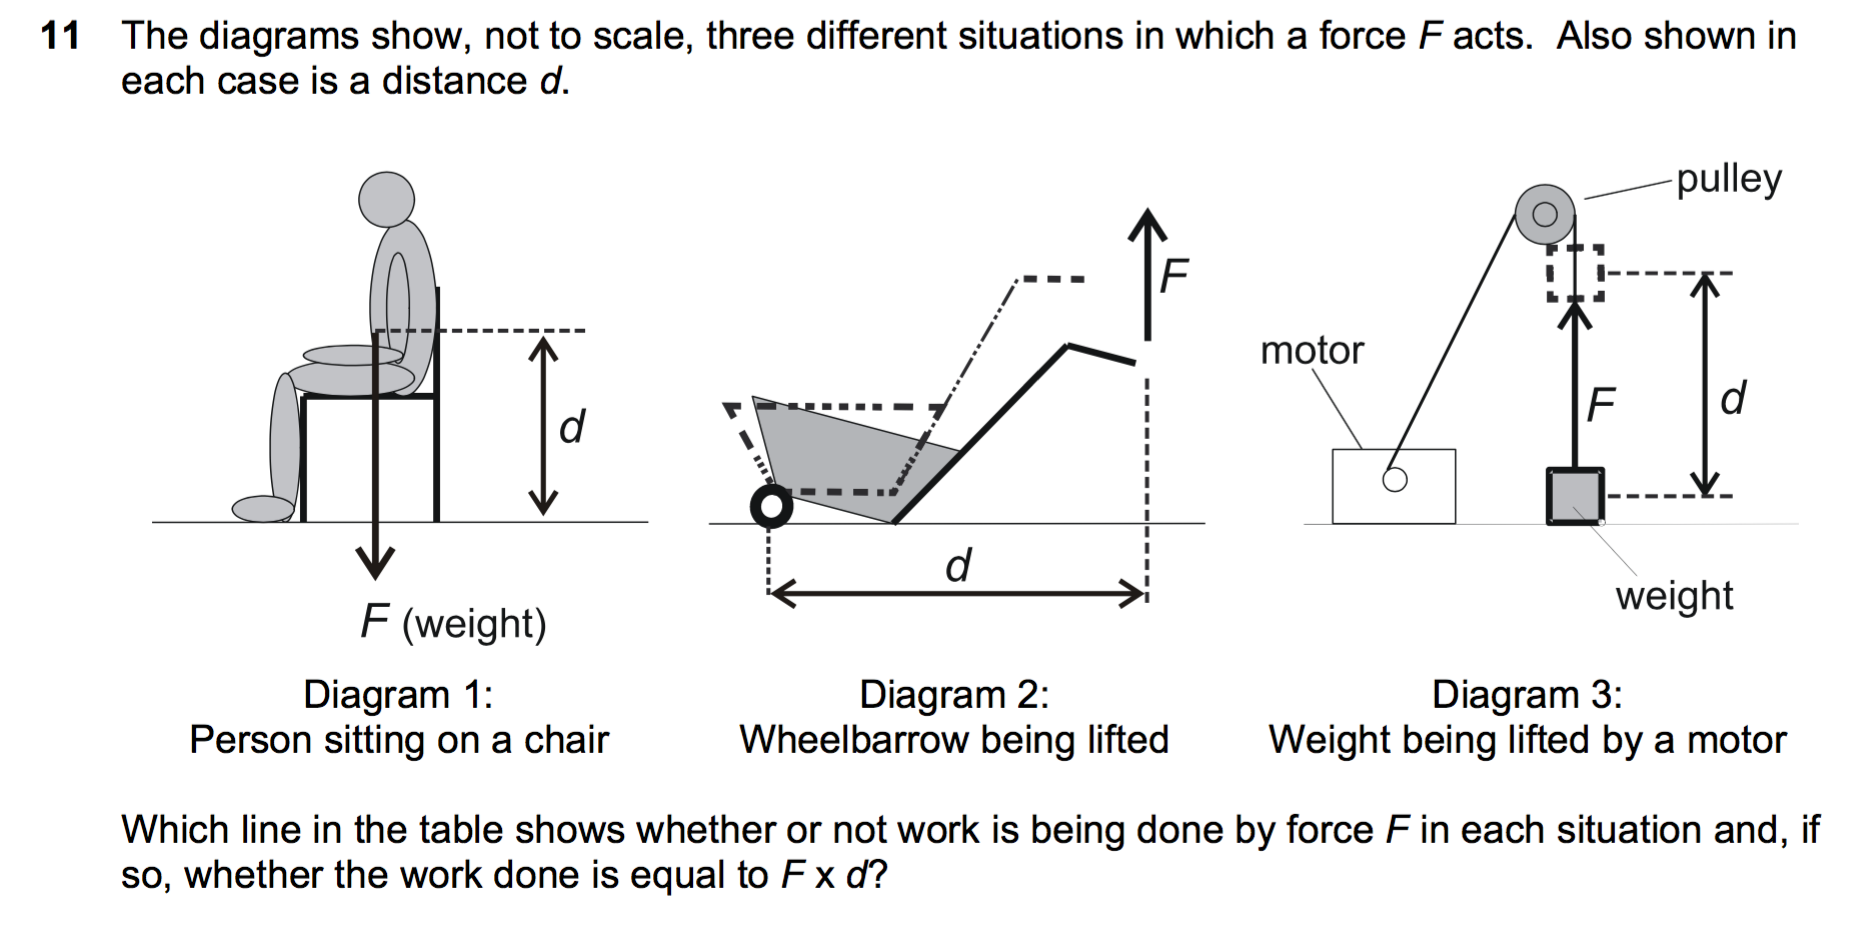 11 The diagrams show, not to scale, three different situations in which a force F acts. Also shown in
each case is a distance d.
pulley
F
motor
F
d
d
d
weight
F (weight)
Diagram 1:
Person sitting on a chair
Diagram 2:
Wheelbarrow being lifted
Diagram 3:
Weight being lifted by a motor
Which line in the table shows whether or not work is being done by force F in each situation and, if
so, whether the work done is equal to F x d?